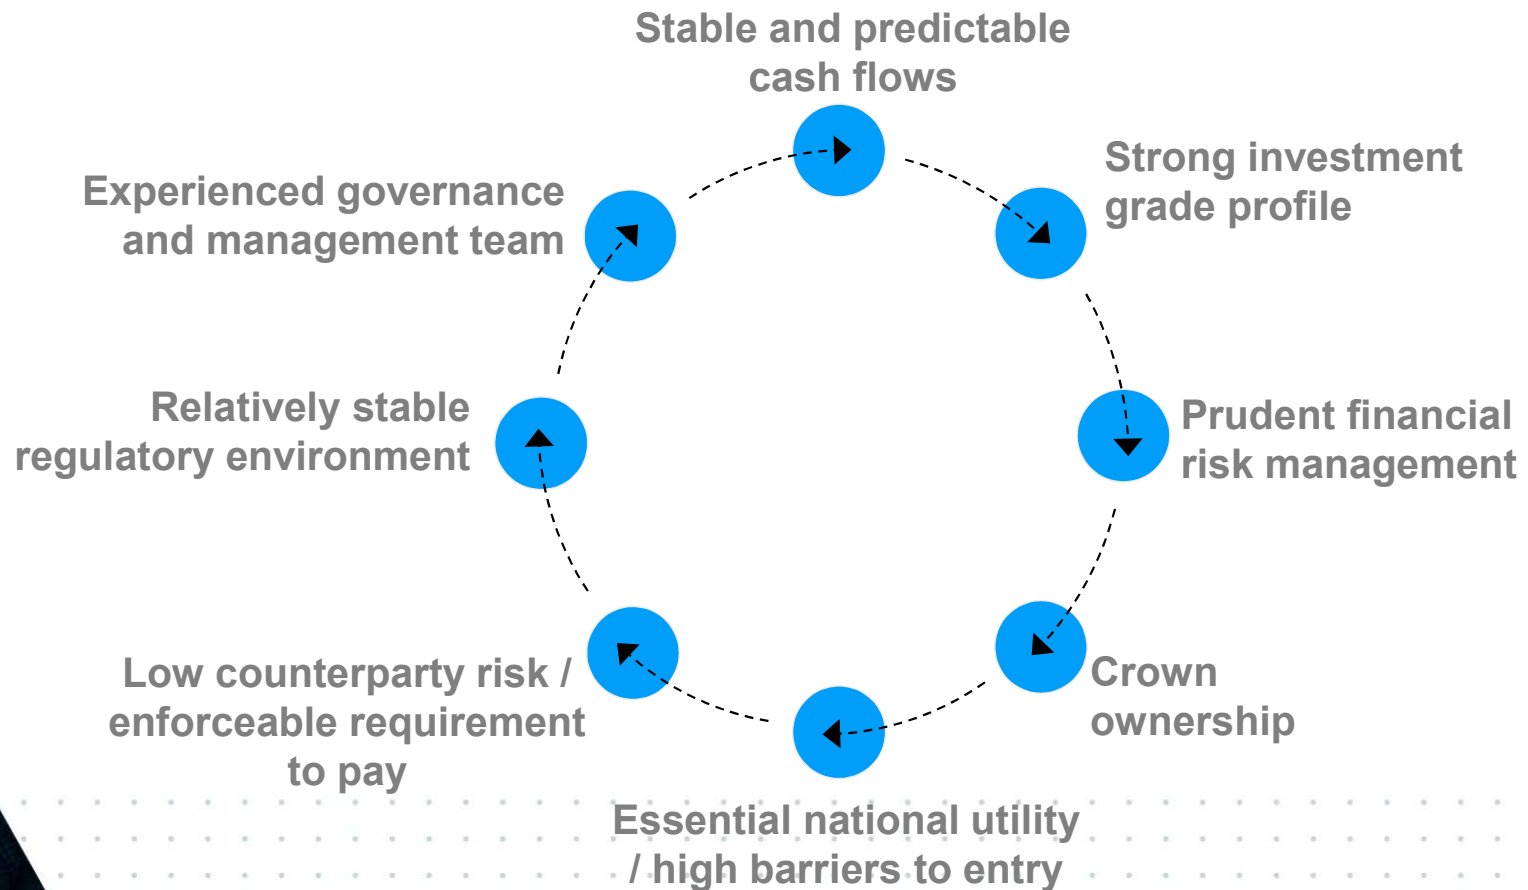 Stable and predictable
cash flows
Strong investment
grade profile
Prudent financial
risk management
Crown
ownership
Essential national utility
/ high barriers to entry
Low counterparty risk /
enforceable requirement
to pay
Relatively stable
regulatory environment
Experienced governance
and management team